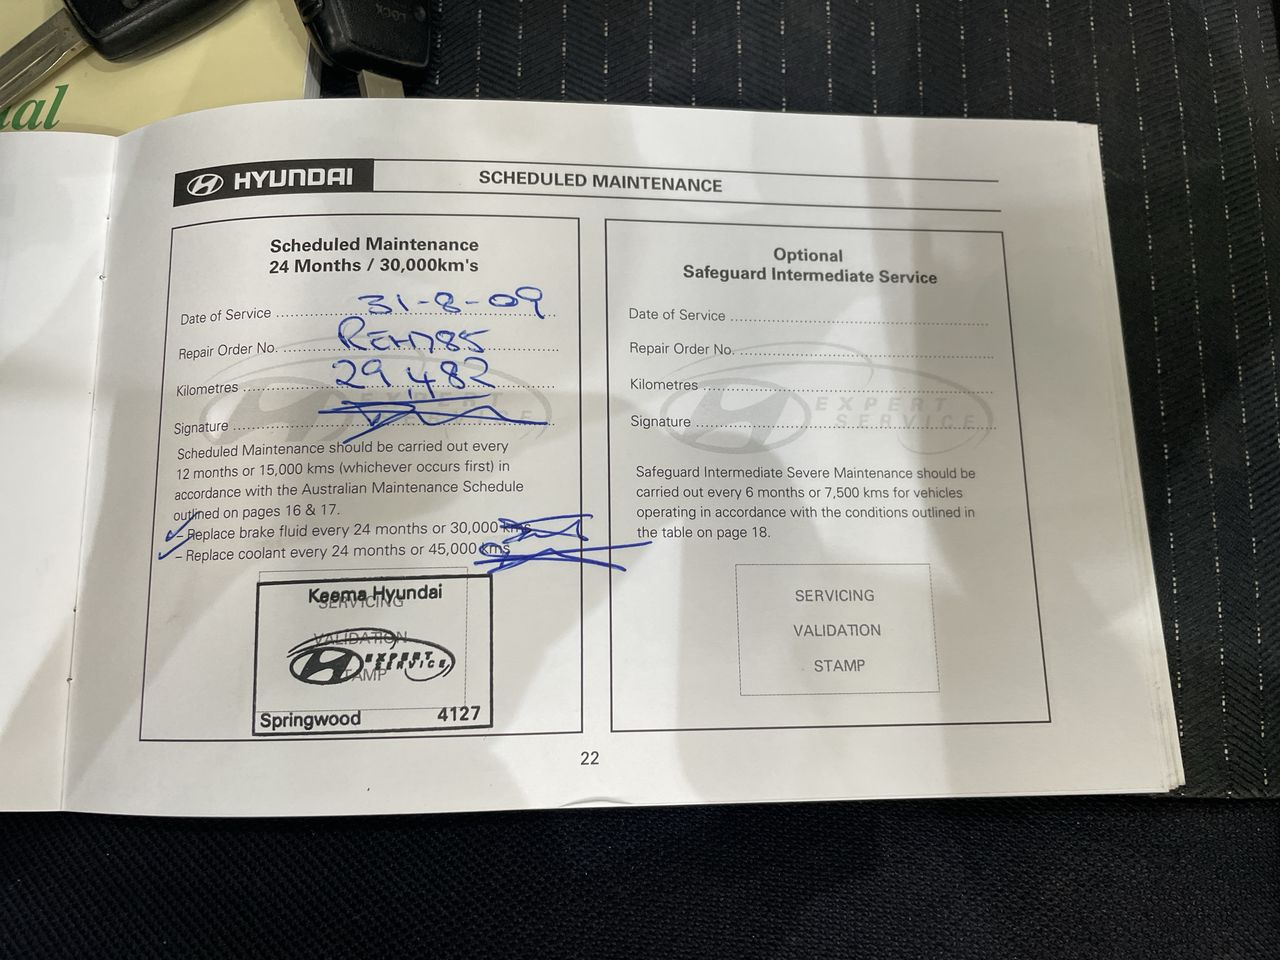 LOCK
ual
HYUNDAI
SCHEDULED MAINTENANCE
Scheduled Maintenance
24 Months / 30,000km's
Date of Service 31-8-09
Repair Order No.
Kilometres 29,482
EXPERT
SERVICE
Signature
Scheduled Maintenance should be carried out every
12 months or 15,000 kms (whichever occurs first) in
accordance with the Australian Maintenance Schedule
outlined on pages 16 & 17.
– Replace brake fluid every 24 months or 30,000 kms
– Replace coolant every 24 months or 45,000 kms
Keema Hyundai
SERVICING
VALIDATION
EXPERT
SERVICE
STAMP
Springwood 4127
Optional
Safeguard Intermediate Service
Date of Service
Repair Order No.
Kilometres
EXPERT
SERVICE
Signature
Safeguard Intermediate Severe Maintenance should be
carried out every 6 months or 7,500 kms for vehicles
operating in accordance with the conditions outlined in
the table on page 18.
SERVICING
VALIDATION
STAMP
22